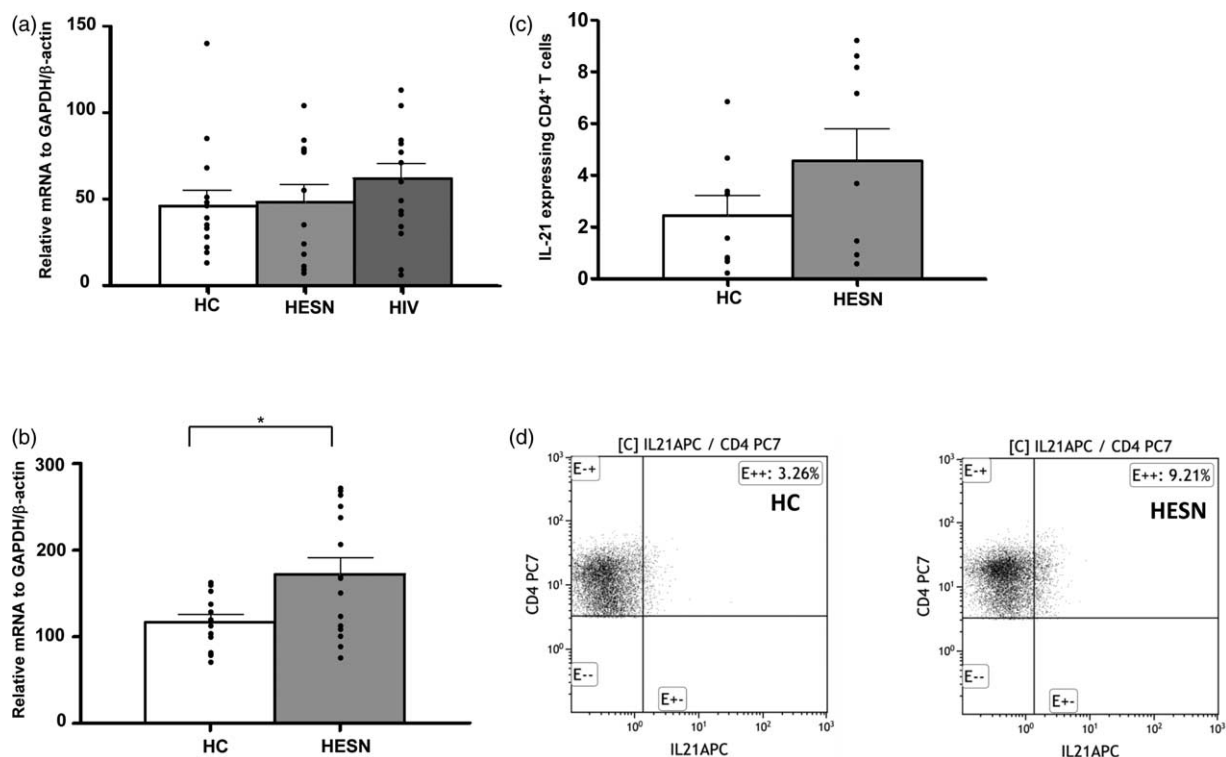 (a)
Relative mRNA to GAPDH/β-actin
150
100
50
0
HC HESN HIV
(c)
IL-21 expressing CD4⁺ T cells
10
8
6
4
2
0
HC HESN
(b)
Relative mRNA to GAPDH/β-actin
*
300
200
100
0
HC HESN
(d)
[C] IL21APC / CD4 PC7
E-+
E++: 3.26%
HC
CD4 PC7
10³
10²
10¹
10⁰
E--
E+-
10⁰ 10¹ 10² 10³
IL21APC
[C] IL21APC / CD4 PC7
E-+
E++: 9.21%
HESN
CD4 PC7
10³
10²
10¹
10⁰
E--
E+-
10⁰ 10¹ 10² 10³
IL21APC